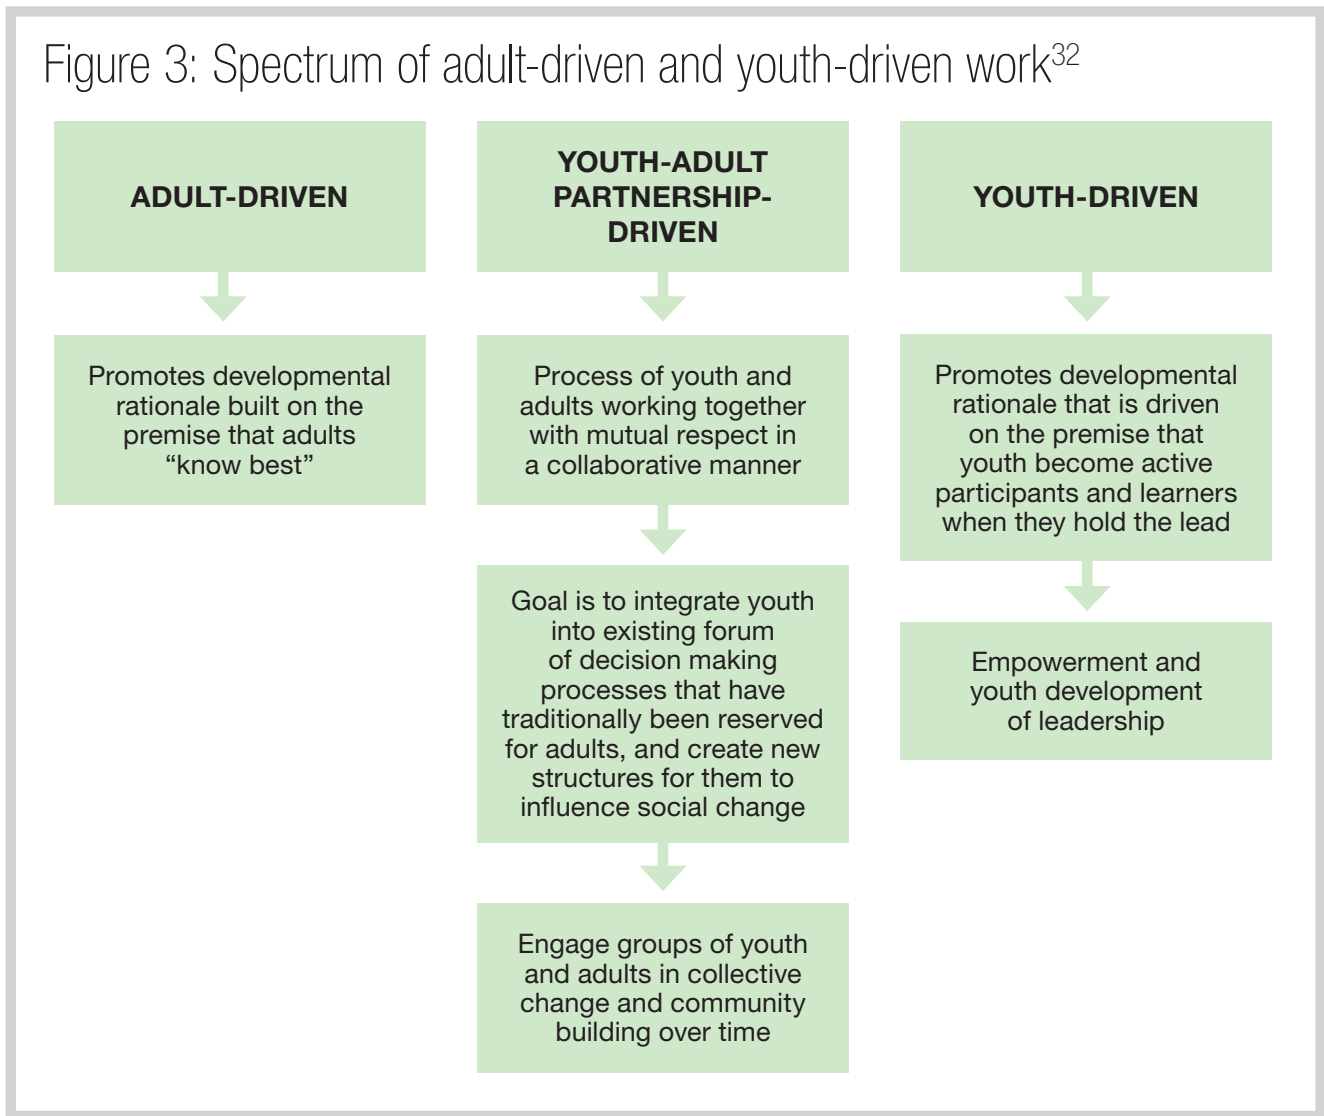 Figure 3: Spectrum of adult-driven and youth-driven work32
ADULT-DRIVEN
Promotes developmental
rationale built on the
premise that adults
“know best”
YOUTH-ADULT
PARTNERSHIP-
DRIVEN
Process of youth and
adults working together
with mutual respect in
a collaborative manner
Goal is to integrate youth
into existing forum
of decision making
processes that have
traditionally been reserved
for adults, and create new
structures for them to
influence social change
Engage groups of youth
and adults in collective
change and community
building over time
YOUTH-DRIVEN
Promotes developmental
rationale that is driven
on the premise that
youth become active
participants and learners
when they hold the lead
Empowerment and
youth development
of leadership